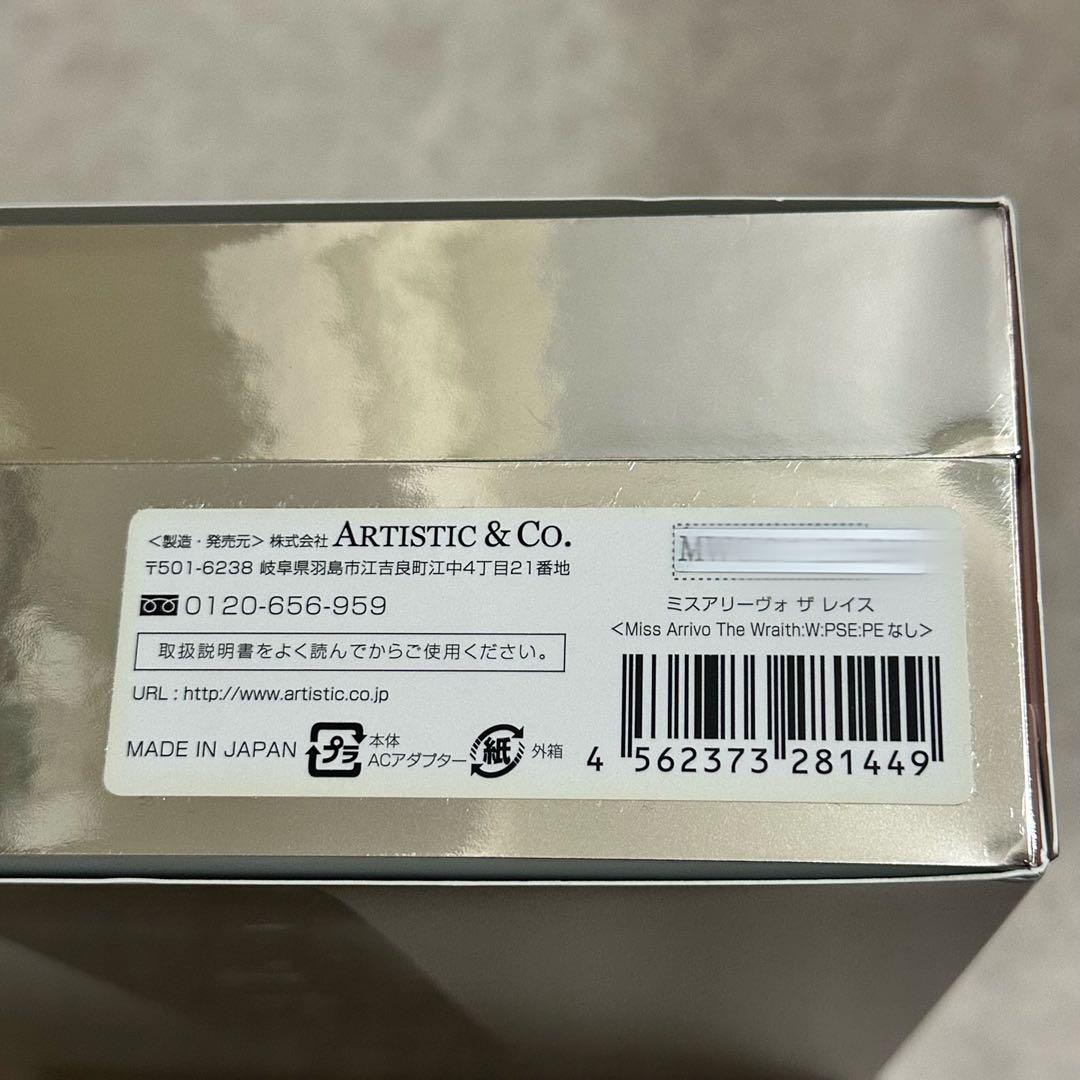 <製造・発売元> 株式会社 ARTISTIC & CO.
〒501-6238 岐阜県羽島市江吉良町江中4丁目21番地
0120-656-959
取扱説明書をよく読んでからご使用ください。
URL : http://www.artistic.co.jp
MADE IN JAPAN プラ 本体 ACアダプター 紙 外箱
ミスアリーヴォ ザ レイス
<Miss Arrivo The Wraith:W:PSE:PEなし>
4 562373 281449